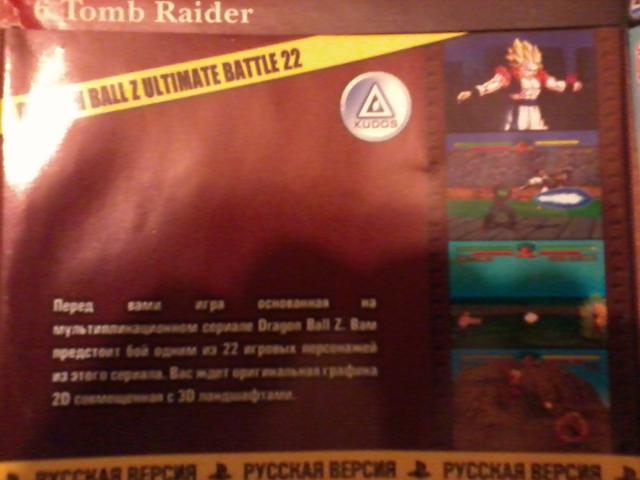 6. Tomb Raider
BALL Z ULTIMATE BATTLE 22
KUDOS
Перед вами игра основанная на
мультипликационном сериале Dragon Ball Z. Вам
предстоит бой одним из 22 игровых персонажей
из этого сериала. Вас ждет оригинальная графика
2D совмещенная с 3D ландшафтами.
РУССКАЯ ВЕРСИЯ РУССКАЯ ВЕРСИЯ РУССКАЯ ВЕРСИЯ